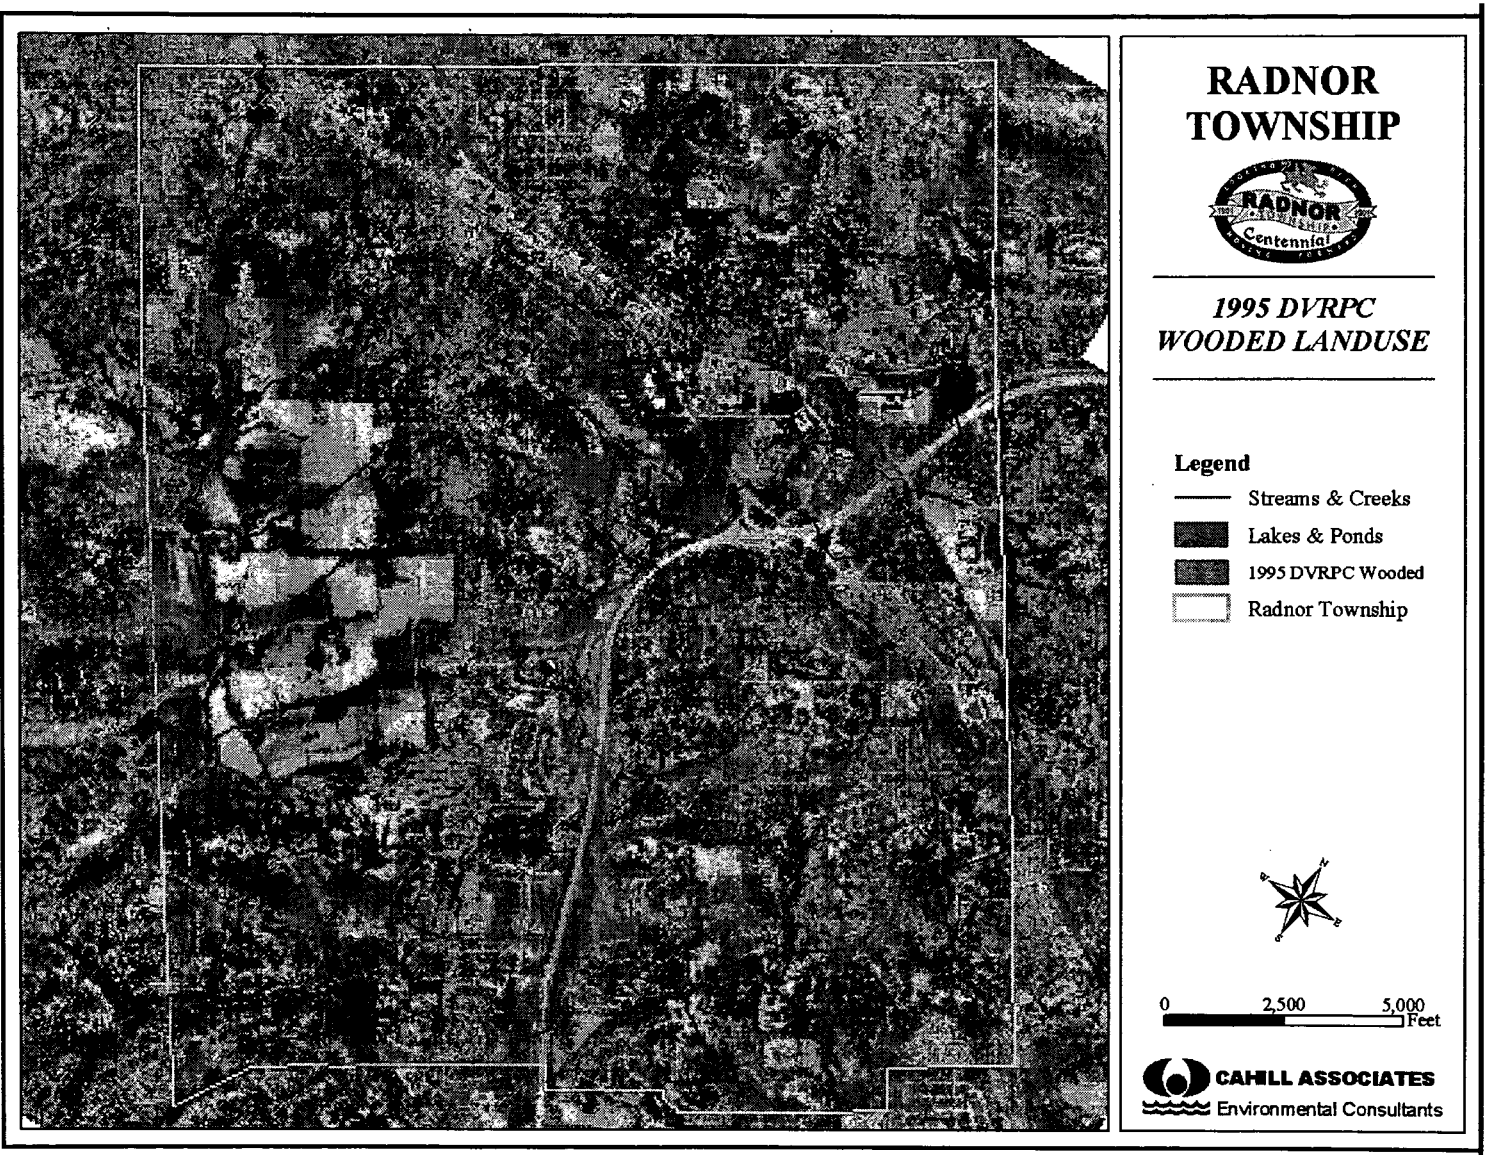 RADNOR
TOWNSHIP
RADNOR
TOWNSHIP
Centennial
1995 DVRPC
WOODED LANDUSE
Legend
Streams & Creeks
Lakes & Ponds
1995 DVRPC Wooded
Radnor Township
N
W
E
S
0 2,500 5,000
Feet
CAHILL ASSOCIATES
Environmental Consultants